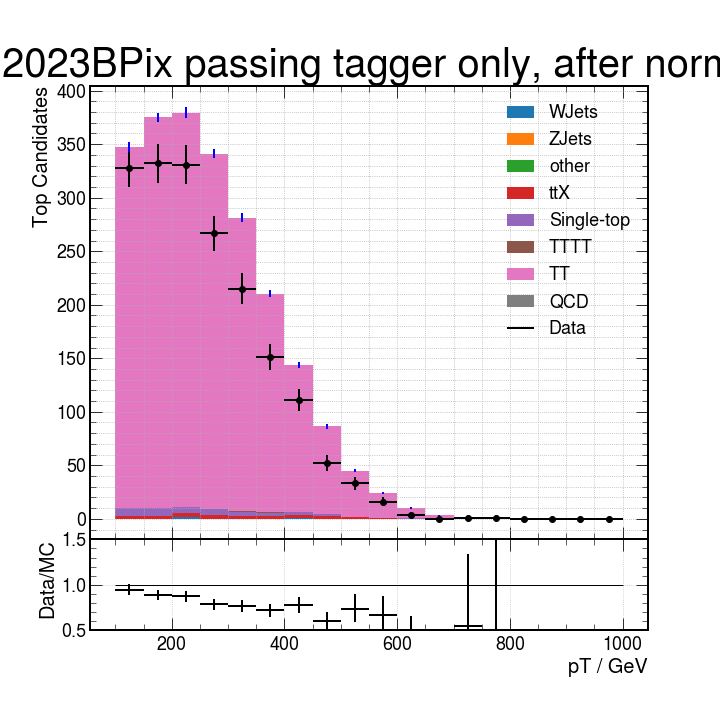 2023BPix passing tagger only, after norm
Top Candidates
400
350
300
250
200
150
100
50
0
WJets
ZJets
other
ttX
Single-top
TTTT
TT
QCD
Data
Data/MC
1.5
1.0
0.5
200
400
600
800
1000
pT / GeV